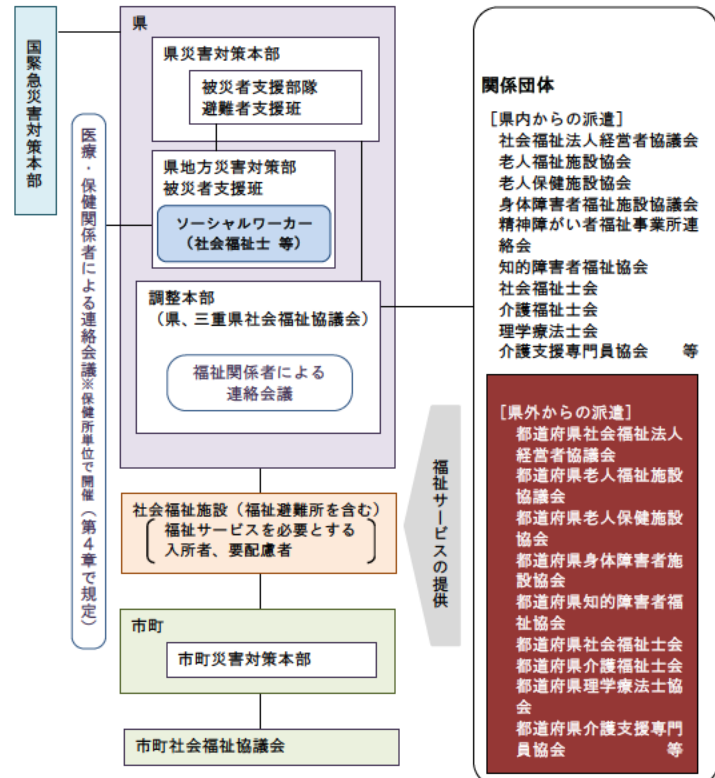 国緊急災害対策本部
医療・保健関係者による連絡会議※保健所単位で開催（第４章で規定）
県
県災害対策本部
被災者支援部隊
避難者支援班
県地方災害対策部
被災者支援班
ソーシャルワーカー
（社会福祉士 等）
調整本部
（県、三重県社会福祉協議会）
福祉関係者による
連絡会議
社会福祉施設（福祉避難所を含む）
福祉サービスを必要とする
入所者、要配慮者
市町
市町災害対策本部
市町社会福祉協議会
福祉サービスの提供
関係団体
［県内からの派遣］
社会福祉法人経営者協議会
老人福祉施設協会
老人保健施設協会
身体障害者福祉施設協議会
精神障がい者福祉事業所連
絡会
知的障害者福祉協会
社会福祉士会
介護福祉士会
理学療法士会
介護支援専門員協会　等
［県外からの派遣］
都道府県社会福祉法人
経営者協議会
都道府県老人福祉施設
協議会
都道府県老人保健施設
協会
都道府県身体障害者施
設協会
都道府県知的障害者福
祉協会
都道府県社会福祉士会
都道府県介護福祉士会
都道府県理学療法士協
会
都道府県介護支援専門
員協会　等